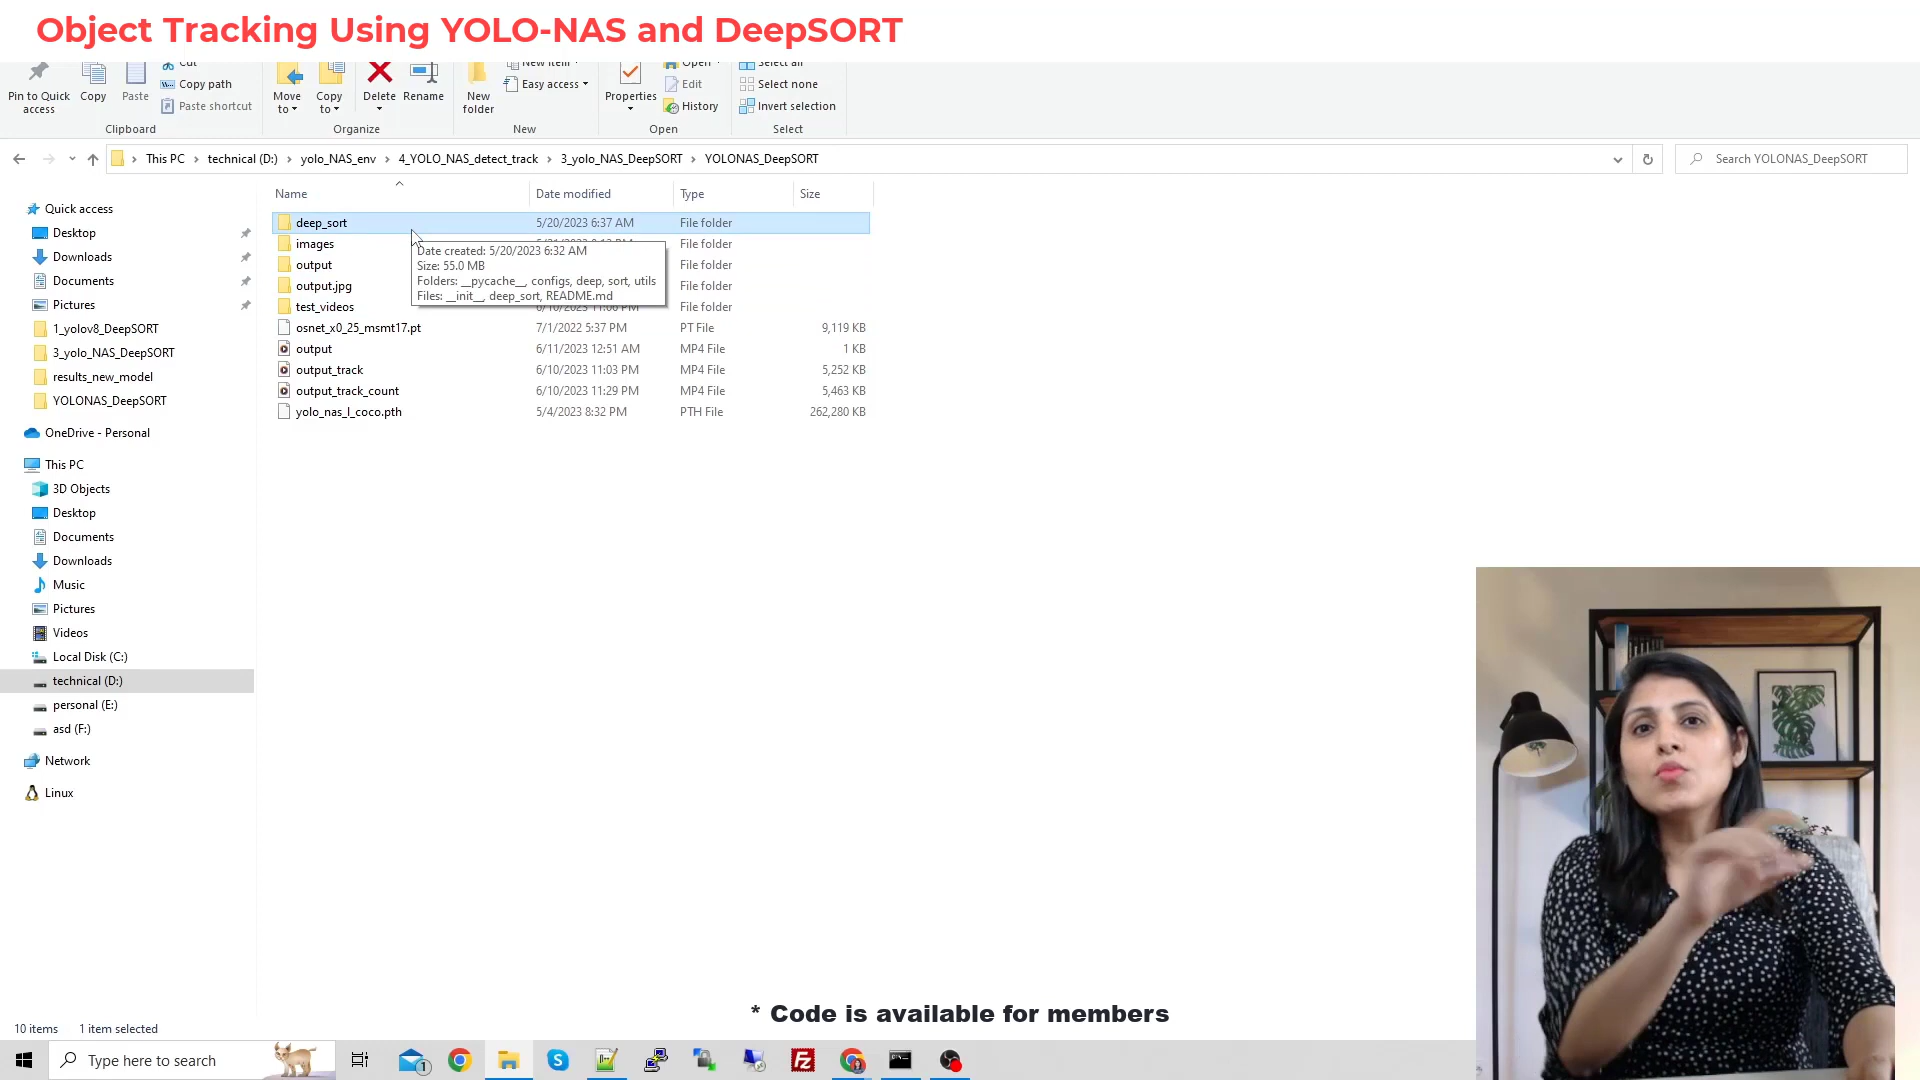 Object Tracking Using YOLO-NAS and DeepSORT
Pin to Quick access
Copy
Paste
Cut
Copy path
Paste shortcut
Clipboard
Move to
Copy to
Delete
Rename
Organize
New folder
New item
Easy access
New
Properties
Open
Edit
History
Open
Select all
Select none
Invert selection
Select
This PC > technical (D:) > yolo_NAS_env > 4_YOLO_NAS_detect_track > 3_yolo_NAS_DeepSORT > YOLONAS_DeepSORT
Search YOLONAS_DeepSORT
Name Date modified Type Size
deep_sort 5/20/2023 6:37 AM File folder
images File folder
output File folder
output.jpg File folder
test_videos File folder
osnet_x0_25_msmt17.pt 7/1/2022 5:37 PM PT File 9,119 KB
output 6/11/2023 12:51 AM MP4 File 1 KB
output_track 6/10/2023 11:03 PM MP4 File 5,252 KB
output_track_count 6/10/2023 11:29 PM MP4 File 5,463 KB
yolo_nas_l_coco.pth 5/4/2023 8:32 PM PTH File 262,280 KB
Date created: 5/20/2023 6:32 AM
Size: 55.0 MB
Folders: __pycache__, configs, deep, sort, utils
Files: __init__, deep_sort, README.md
Quick access
Desktop
Downloads
Documents
Pictures
1_yolov8_DeepSORT
3_yolo_NAS_DeepSORT
results_new_model
YOLONAS_DeepSORT
OneDrive - Personal
This PC
3D Objects
Desktop
Documents
Downloads
Music
Pictures
Videos
Local Disk (C:)
technical (D:)
personal (E:)
asd (F:)
Network
Linux
* Code is available for members
10 items 1 item selected
Type here to search
1